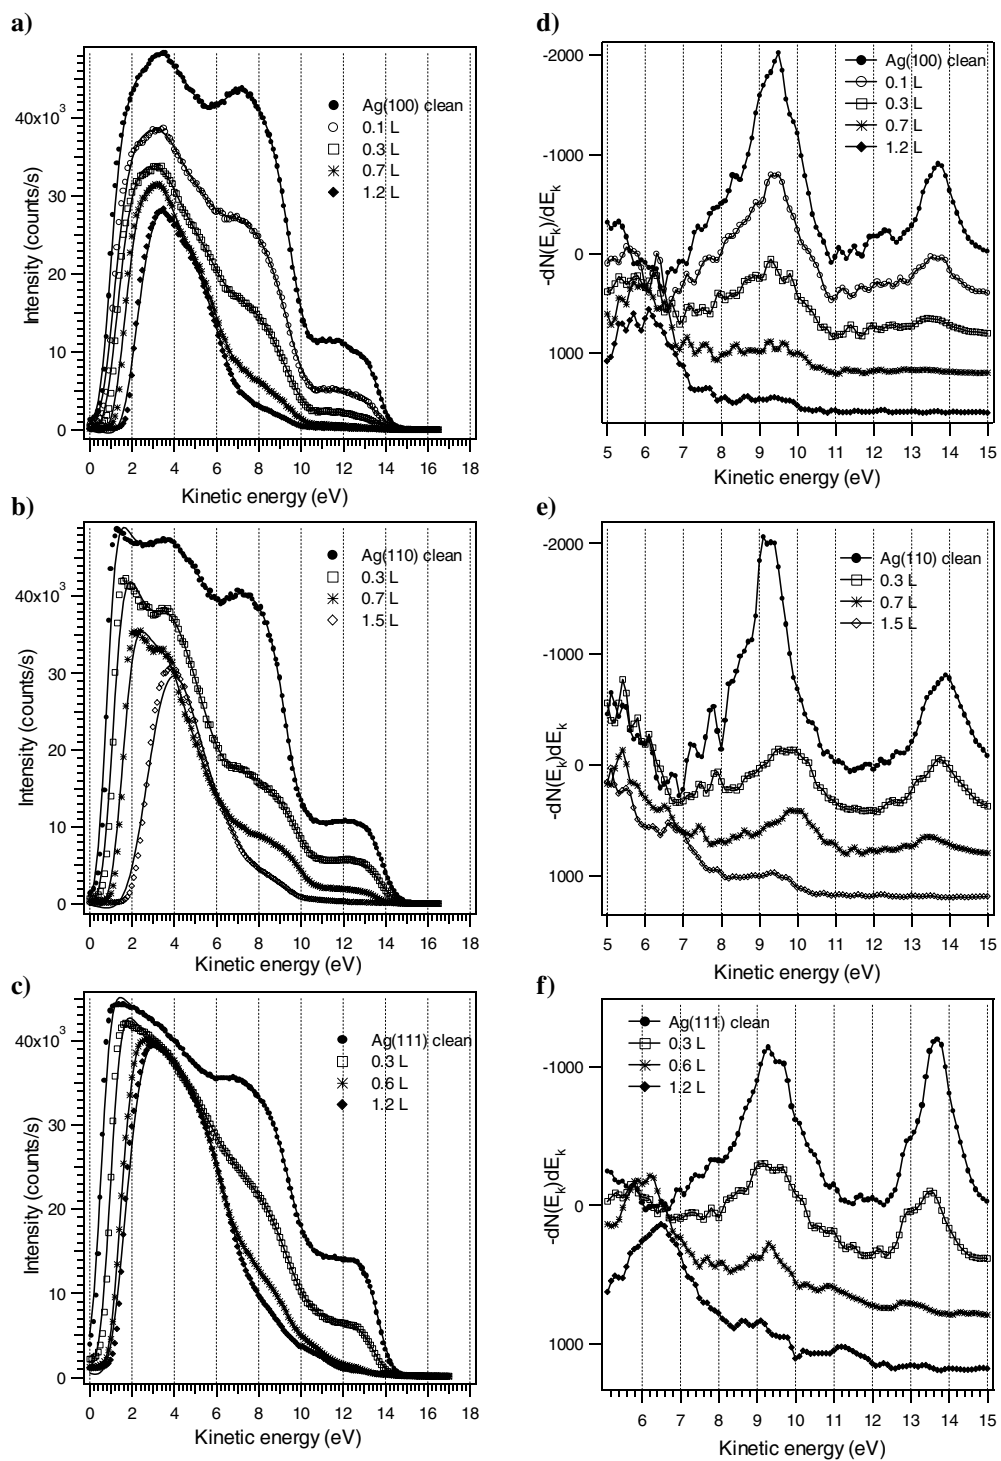 a)
Intensity (counts/s)
40x10³
30
20
10
0
Ag(100) clean
0.1 L
0.3 L
0.7 L
1.2 L
0 2 4 6 8 10 12 14 16 18
Kinetic energy (eV)
d)
-dN(Eₖ)/dEₖ
-2000
-1000
0
1000
Ag(100) clean
0.1 L
0.3 L
0.7 L
1.2 L
5 6 7 8 9 10 11 12 13 14 15
Kinetic energy (eV)
b)
Intensity (counts/s)
40x10³
30
20
10
0
Ag(110) clean
0.3 L
0.7 L
1.5 L
0 2 4 6 8 10 12 14 16 18
Kinetic energy (eV)
e)
-dN(Eₖ)dEₖ
-2000
-1000
0
1000
Ag(110) clean
0.3 L
0.7 L
1.5 L
5 6 7 8 9 10 11 12 13 14 15
Kinetic energy (eV)
c)
Intensity (counts/s)
40x10³
30
20
10
0
Ag(111) clean
0.3 L
0.6 L
1.2 L
0 2 4 6 8 10 12 14 16 18
Kinetic energy (eV)
f)
-dN(Eₖ)dEₖ
-1000
0
1000
Ag(111) clean
0.3 L
0.6 L
1.2 L
6 7 8 9 10 11 12 13 14 15
Kinetic energy (eV)